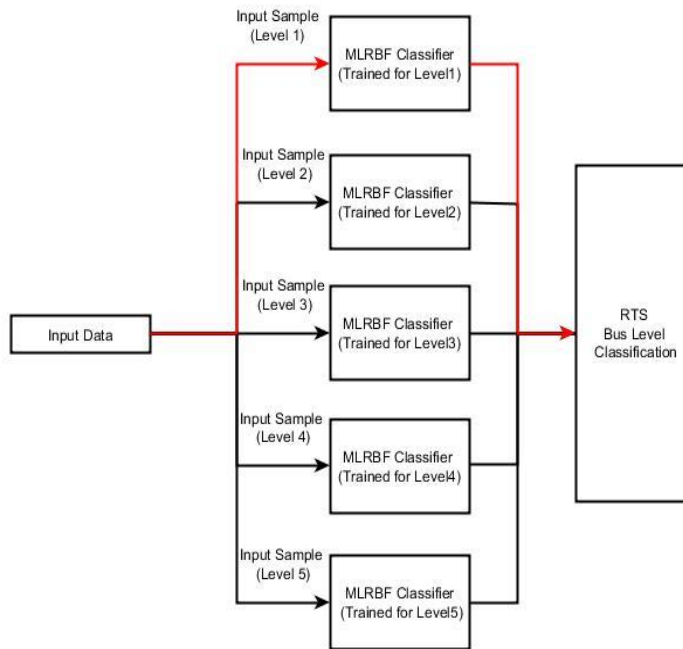 Input Sample
(Level 1)
MLRBF Classifier
(Trained for Level1)
Input Sample
(Level 2)
MLRBF Classifier
(Trained for Level2)
Input Sample
(Level 3)
MLRBF Classifier
(Trained for Level3)
Input Data
RTS
Bus Level
Classification
Input Sample
(Level 4)
MLRBF Classifier
(Trained for Level4)
Input Sample
(Level 5)
MLRBF Classifier
(Trained for Level5)